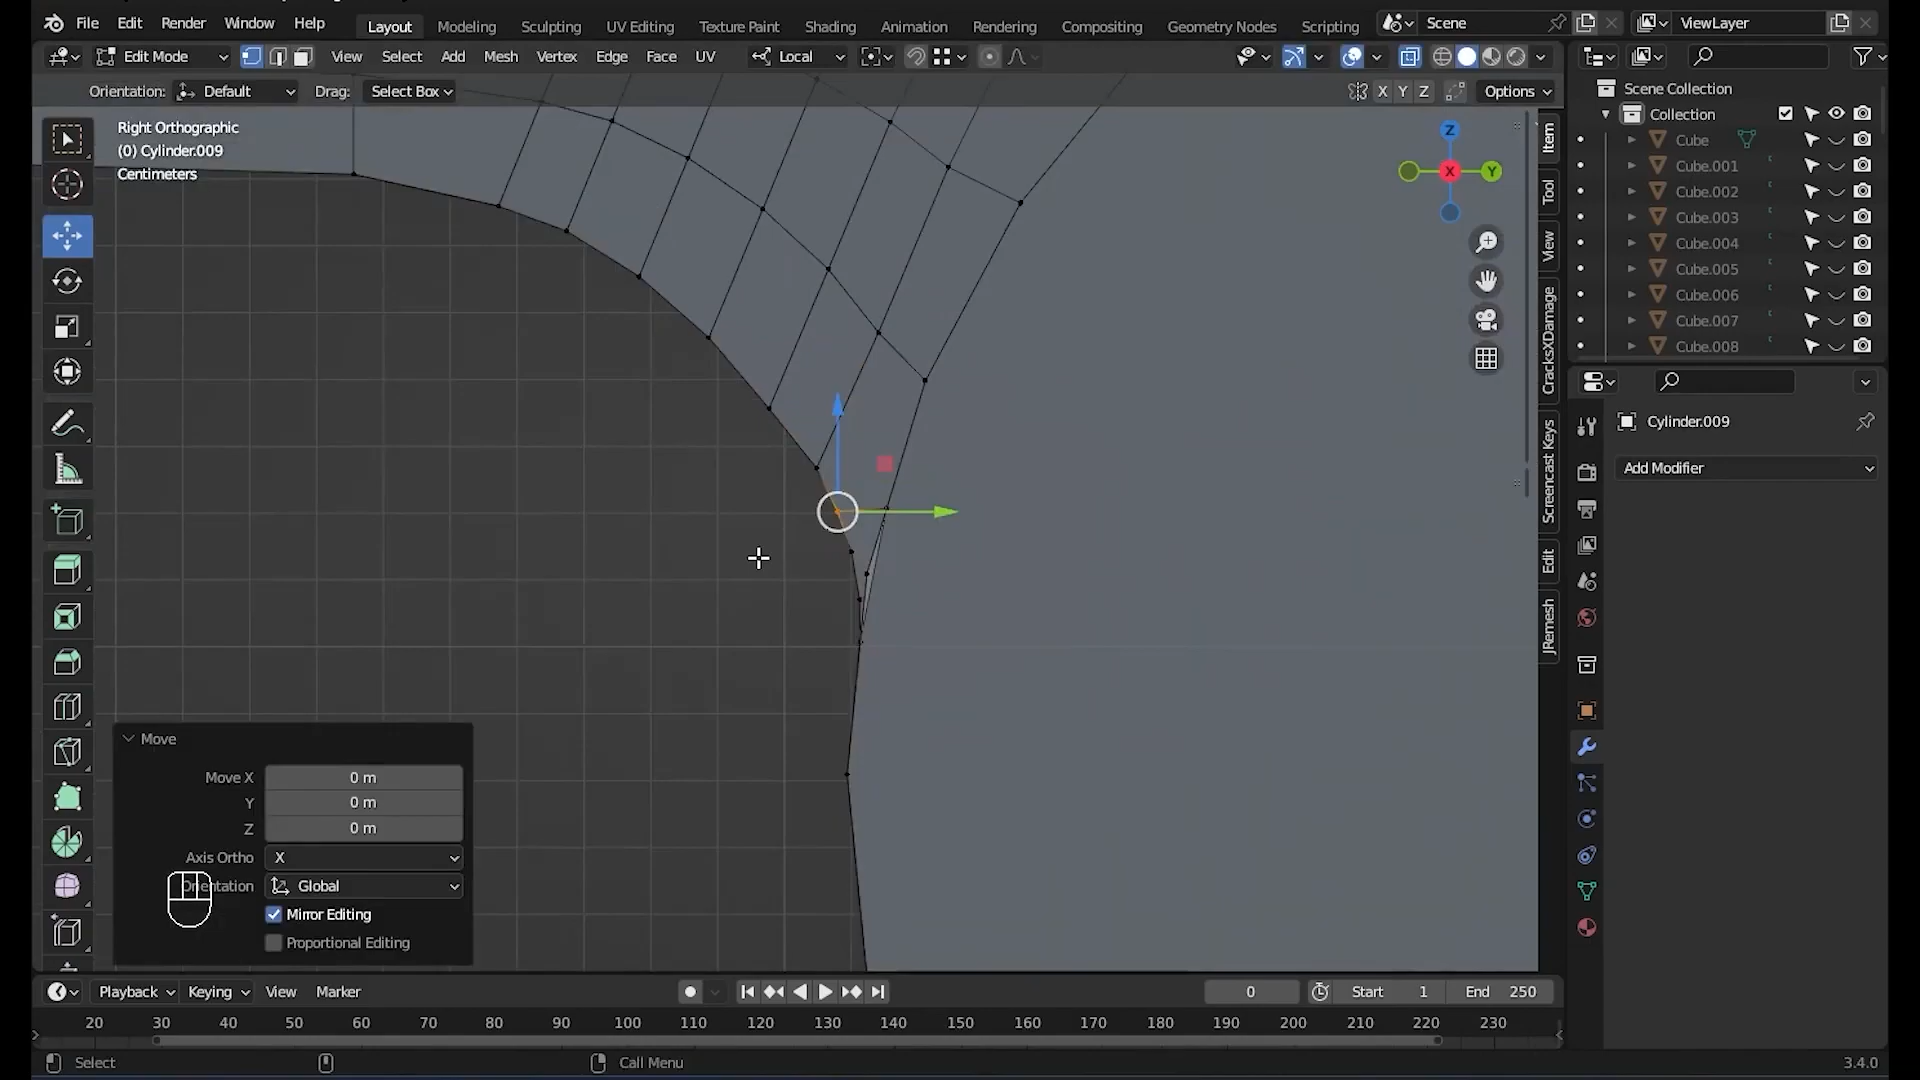 File Edit Render Window Help Layout Modeling Sculpting UV Editing Texture Paint Shading Animation Rendering Compositing Geometry Nodes Scripting Scene ViewLayer
Edit Mode View Select Add Mesh Vertex Edge Face UV Local
Orientation: Default Drag: Select Box X Y Z Options
Right Orthographic
(0) Cylinder.009
Centimeters
Z
X
Y
Item
Tool
View
CracksXDamage
Screencast Keys
Edit
JRemesh
Scene Collection
Collection
Cube
Cube.001
Cube.002
Cube.003
Cube.004
Cube.005
Cube.006
Cube.007
Cube.008
Cylinder.009
Add Modifier
Move
Move X 0 m
Y 0 m
Z 0 m
Axis Ortho X
Orientation Global
Mirror Editing
Proportional Editing
Playback Keying View Marker 0 Start 1 End 250
20 30 40 50 60 70 80 90 100 110 120 130 140 150 160 170 180 190 200 210 220 230
Select Call Menu 3.4.0